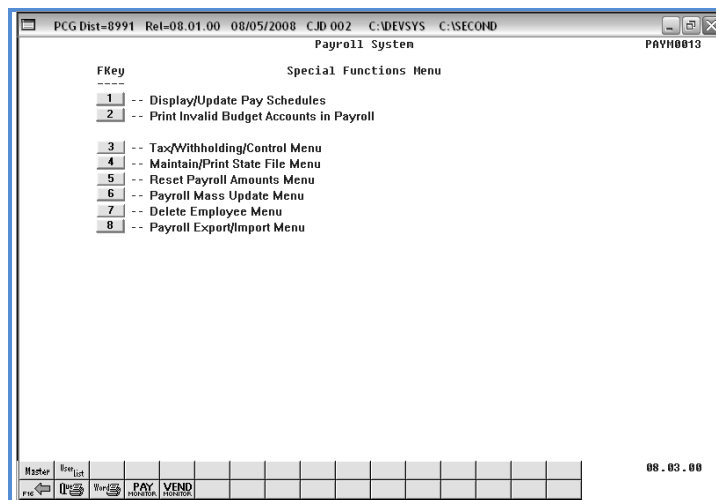 PCG Dist=8991 Rel=08.01.00 08/05/2008 CJD 002 C:\DEVSYS C:\SECOND
Payroll System PAYM0013
FKey Special Functions Menu
----
1 -- Display/Update Pay Schedules
2 -- Print Invalid Budget Accounts in Payroll
3 -- Tax/Withholding/Control Menu
4 -- Maintain/Print State File Menu
5 -- Reset Payroll Amounts Menu
6 -- Payroll Mass Update Menu
7 -- Delete Employee Menu
8 -- Payroll Export/Import Menu
Master User List 08.03.00
F16 Word PAY MONITOR VEND MONITOR